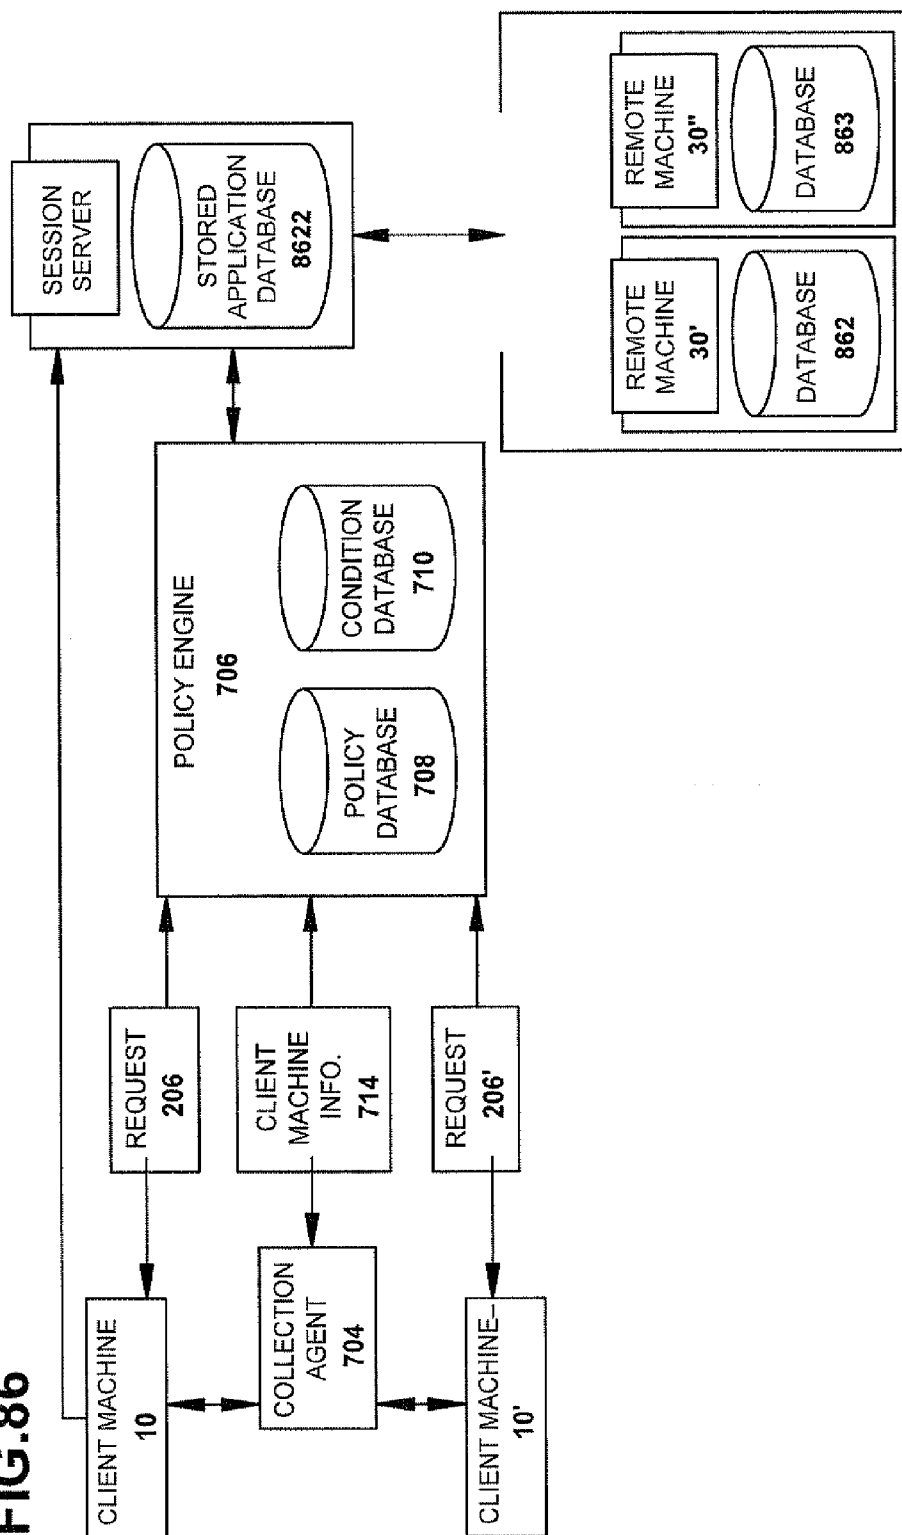 FIG.86
CLIENT MACHINE
10
COLLECTION
AGENT
704
CLIENT MACHINE-
10'
REQUEST
206
CLIENT
MACHINE
INFO.
714
REQUEST
206'
POLICY ENGINE
706
POLICY
DATABASE
708
CONDITION
DATABASE
710
SESSION
SERVER
STORED
APPLICATION
DATABASE
8622
REMOTE
MACHINE
30'
DATABASE
862
REMOTE
MACHINE
30"
DATABASE
863